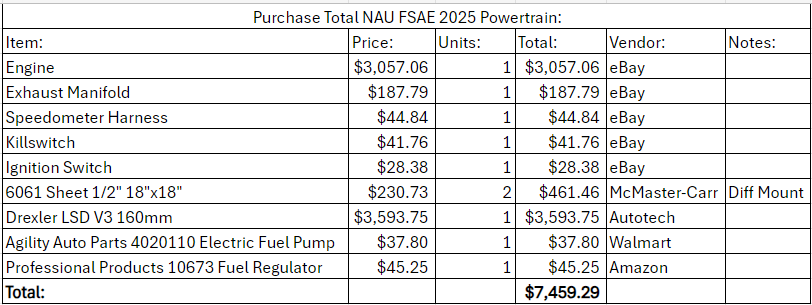 Purchase Total NAU FSAE 2025 Powertrain:
Item: Price: Units: Total: Vendor: Notes:
Engine $3,057.06 1 $3,057.06 eBay
Exhaust Manifold $187.79 1 $187.79 eBay
Speedometer Harness $44.84 1 $44.84 eBay
Killswitch $41.76 1 $41.76 eBay
Ignition Switch $28.38 1 $28.38 eBay
6061 Sheet 1/2" 18"x18" $230.73 2 $461.46 McMaster-Carr Diff Mount
Drexler LSD V3 160mm $3,593.75 1 $3,593.75 Autotech
Agility Auto Parts 4020110 Electric Fuel Pump $37.80 1 $37.80 Walmart
Professional Products 10673 Fuel Regulator $45.25 1 $45.25 Amazon
Total: $7,459.29